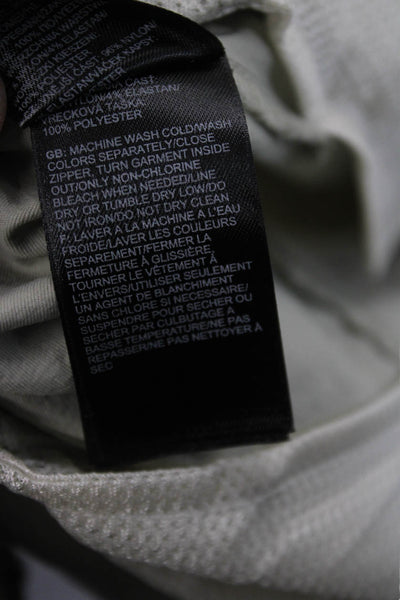 100% POLYESTER
GB: MACHINE WASH COLD/WASH
COLORS SEPARATELY/CLOSE
ZIPPER, TURN GARMENT INSIDE
OUT/ONLY NON-CHLORINE
BLEACH WHEN NEEDED/LINE
DRY OR TUMBLE DRY LOW/DO
NOT IRON/DO NOT DRY CLEAN
F: LAVER A LA MACHINE A L'EAU
FROIDE/LAVER LES COULEURS
SEPAREMENT/FERMER LA
FERMETURE À GLISSIÈRE,
TOURNER LE VÊTEMENT À
L'ENVERS/UTILISER SEULEMENT
UN AGENT DE BLANCHIMENT
SANS CHLORE SI NECESSAIRE/
SUSPENDRE POUR SECHER OU
SECHER PAR CULBUTAGE A
BASSE TEMPERATURE/NE PAS
REPASSER/NE PAS NETTOYER À
SEC